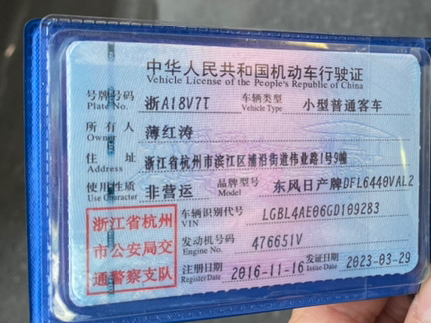 中华人民共和国机动车行驶证
Vehicle License of the People's Republic of China
号牌号码 浙A18V7T 车辆类型 小型普通客车
Plate No. Vehicle Type
所有人 薄红涛
Owner
住址 浙江省杭州市滨江区浦沿街道伟业路1号9幢
Address
使用性质 非营运 品牌型号 东风日产牌DFL6440VAL2
Use Character Model
浙江省杭州
市公安局交
通警察支队
车辆识别代号 LGBL4AE06GD109283
VIN
发动机号码 476651V
Engine No.
注册日期 2016-11-16 发证日期 2023-03-29
Register Date Issue Date